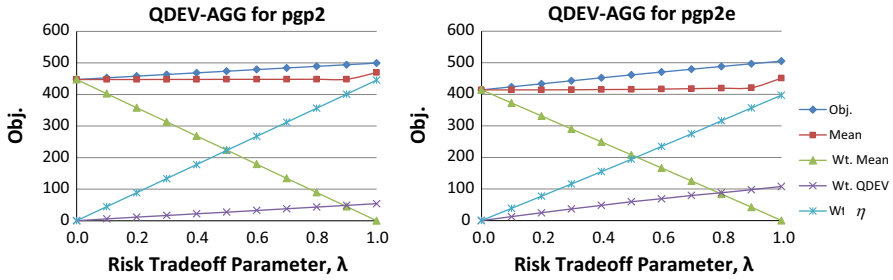 QDEV-AGG for pgp2
600
500
400
300
200
100
0
Obj.
0.0 0.2 0.4 0.6 0.8 1.0
Risk Tradeoff Parameter, λ
QDEV-AGG for pgp2e
600
500
400
300
200
100
0
Obj.
0.0 0.2 0.4 0.6 0.8 1.0
Risk Tradeoff Parameter, λ
Obj.
Mean
Wt. Mean
Wt. QDEV
Wt η